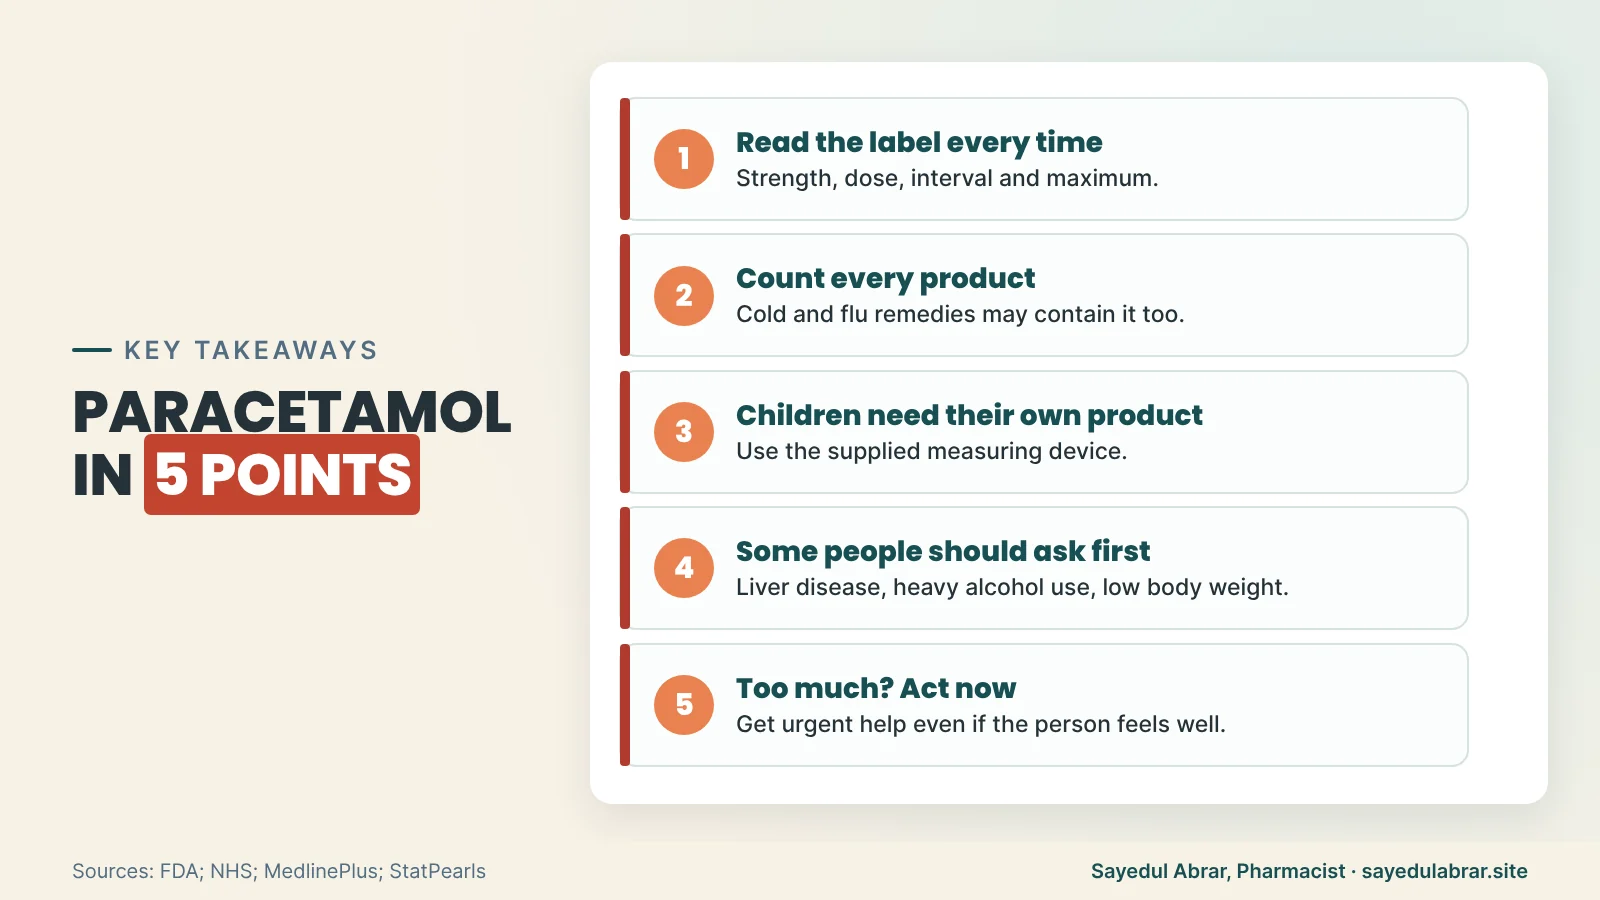 KEY TAKEAWAYS
PARACETAMOL
IN 5 POINTS
1
Read the label every time
Strength, dose, interval and maximum.
2
Count every product
Cold and flu remedies may contain it too.
3
Children need their own product
Use the supplied measuring device.
4
Some people should ask first
Liver disease, heavy alcohol use, low body weight.
5
Too much? Act now
Get urgent help even if the person feels well.
Sources: FDA; NHS; MedlinePlus; StatPearls
Sayedul Abrar, Pharmacist · sayedulabrar.site